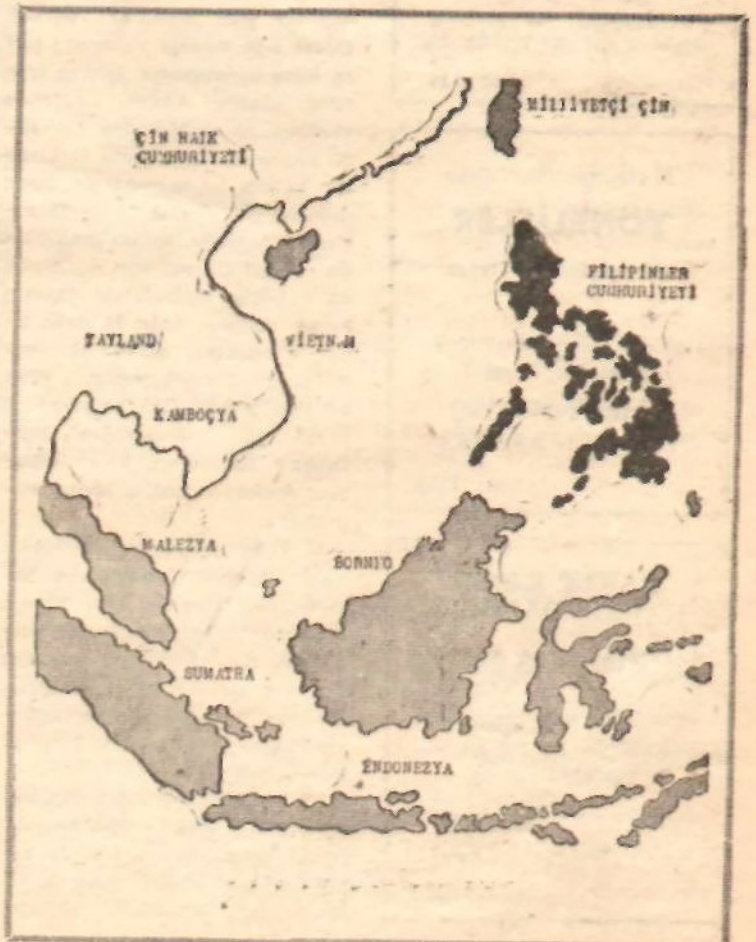 MİLLİYETÇİ ÇİN
ÇİN HALK
CUMHURİYETİ
FİLİPİNLER
CUMHURİYETİ
TAYLAND
VİETNAM
KAMBOÇYA
MALEZYA
BORNEO
SUMATRA
ENDONEZYA